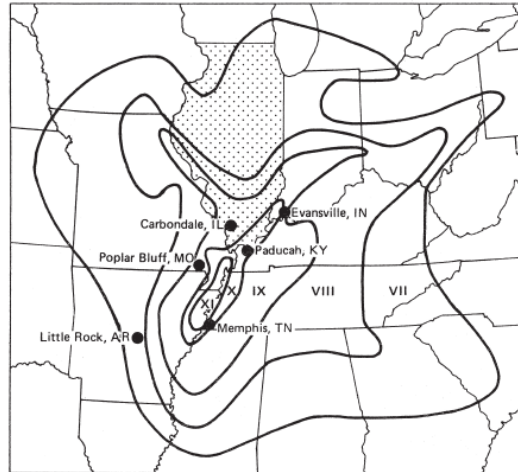 Evansville, IN
Carbondale, IL
Paducah, KY
Poplar Bluff, MO
X IX VIII VII
XI
Memphis, TN
Little Rock, AR